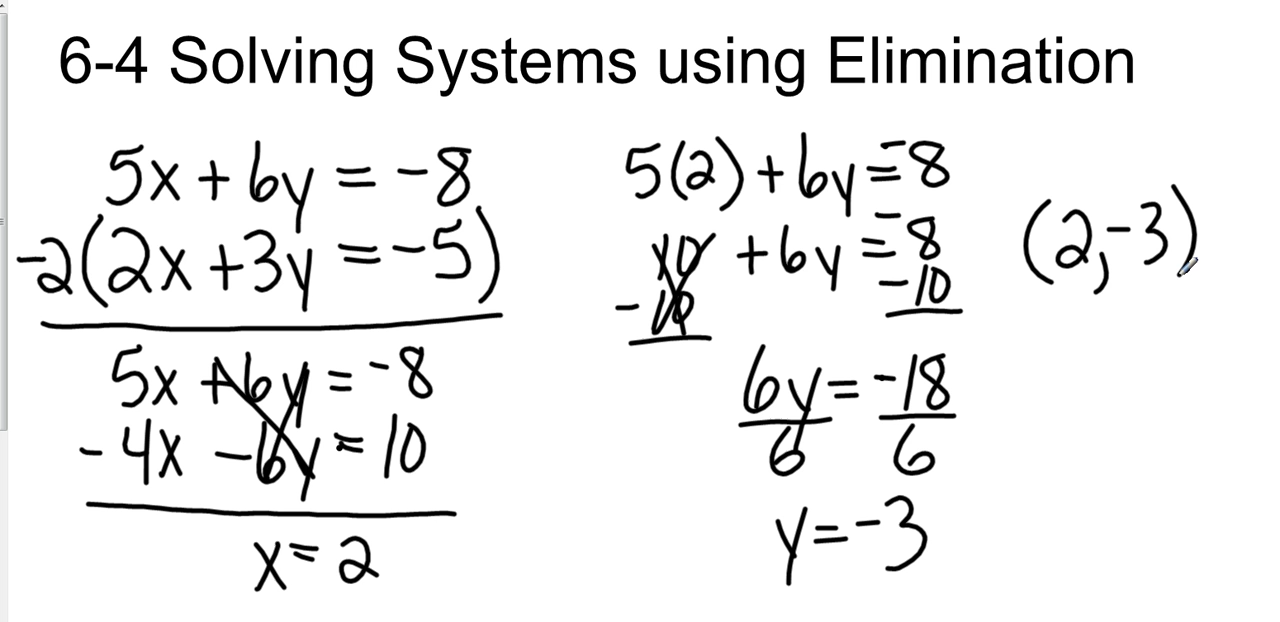 6-4 Solving Systems using Elimination
5x + 6y = -8
-2(2x + 3y = -5)
5x + 6y = -8
-4x - 6y = 10
x = 2
5(2) + 6y = -8
10 + 6y = -8
-10 -10
6y = -18
6 6
y = -3
(2, -3)